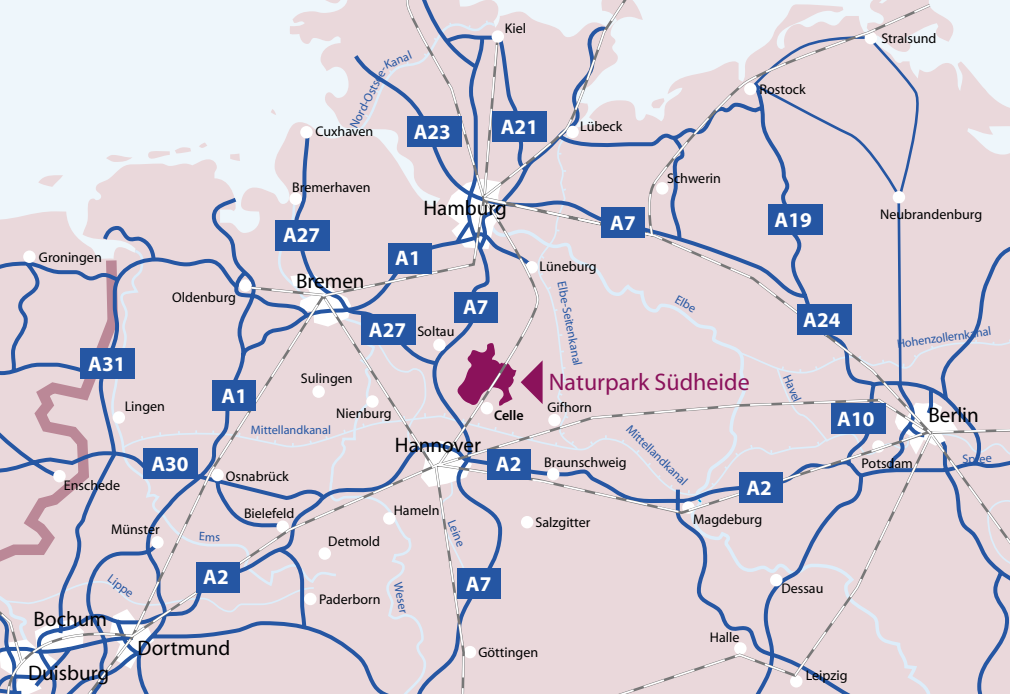 Kiel
Stralsund
Nord-Ostsee-Kanal
Rostock
A23
A21
Cuxhaven
Lübeck
Schwerin
Bremerhaven
Hamburg
A7
A19
Neubrandenburg
A27
A1
Groningen
Lüneburg
Bremen
Oldenburg
Elbe
A7
Elbe-Seitenkanal
A24
A27
Soltau
Hohenzollernkanal
A31
Naturpark Südheide
Sulingen
Havel
A1
Lingen
Nienburg
Celle
Gifhorn
A10
Berlin
Mittellandkanal
Mittellandkanal
Hannover
A30
A2
Braunschweig
Potsdam
Spree
Enschede
Osnabrück
A2
Bielefeld
Hameln
Salzgitter
Magdeburg
Münster
Ems
Leine
Detmold
A2
A7
Lippe
Weser
Dessau
Paderborn
Bochum
Halle
Dortmund
Göttingen
Duisburg
Leipzig